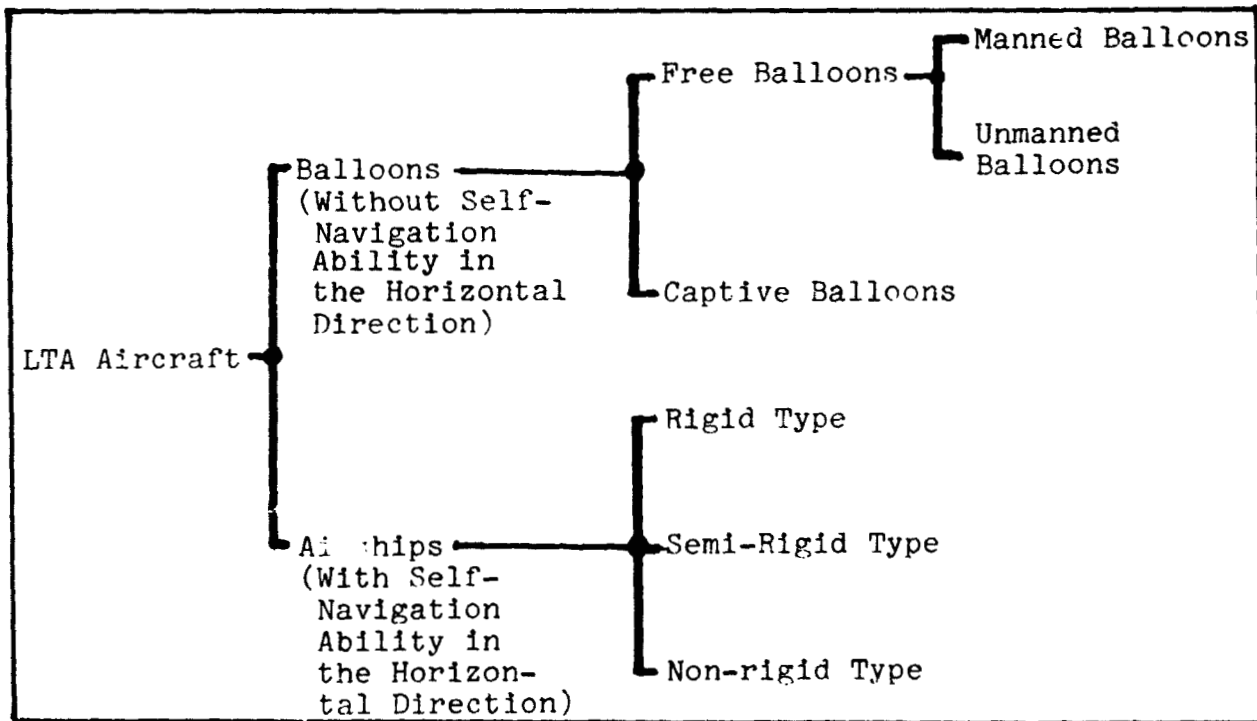 Manned Balloons
Free Balloons
Unmanned
Balloons
Balloons
(Without Self-
Navigation
Ability in
the Horizontal
Direction)
Captive Balloons
LTA Aircraft
Rigid Type
Semi-Rigid Type
(With Self-
Navigation
Ability in
the Horizon-
tal Direction)
Non-rigid Type